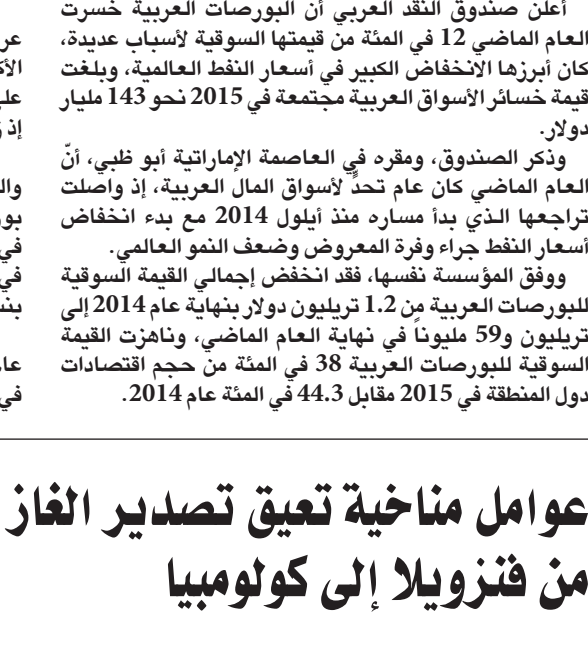 أعلن صندوق النقد العربي أن البورصات العربية خسرت
العام الماضي 12 في المئة من قيمتها السوقية لأسباب عديدة،
كان أبرزها الانخفاض الكبير في أسعار النفط العالمية، وبلغت
قيمة خسائر الأسواق العربية مجتمعة في 2015 نحو 143 مليار
دولار.
وذكر الصندوق، ومقره في العاصمة الإماراتية أبو ظبي، أنّ
العام الماضي كان عام تحدٍّ لأسواق المال العربية، إذ واصلت
تراجعها الذي بدأ مساره منذ أيلول 2014 مع بدء انخفاض
أسعار النفط جراء وفرة المعروض وضعف النمو العالمي.
ووفق المؤسسة نفسها، فقد انخفض إجمالي القيمة السوقية
للبورصات العربية من 1.2 تريليون دولار بنهاية عام 2014 إلى
تريليون و59 مليوناً في نهاية العام الماضي، وناهزت القيمة
السوقية للبورصات العربية 38 في المئة من حجم اقتصادات
دول المنطقة في 2015 مقابل 44.3 في المئة عام 2014.
عوامل مناخية تعيق تصدير الغاز
من فنزويلا إلى كولومبيا